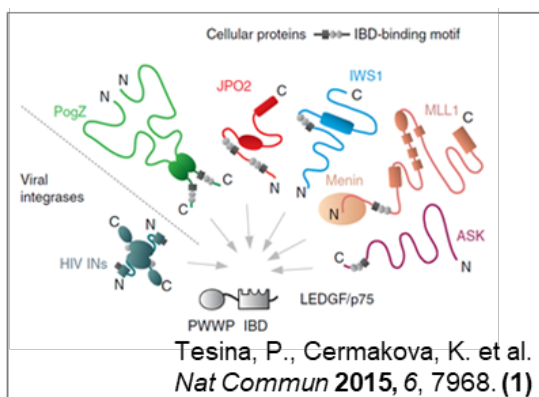 Cellular proteins IBD-binding motif
N
N
PogZ
C
C
JPO2
C
N
IWS1
C
N
MLL1
C
Menin
N
ASK
C
N
Viral
integrases
C
N
HIV INs
N
C
PWWP IBD
LEDGF/p75
Tesina, P., Cermakova, K. et al.
Nat Commun 2015, 6, 7968. (1)